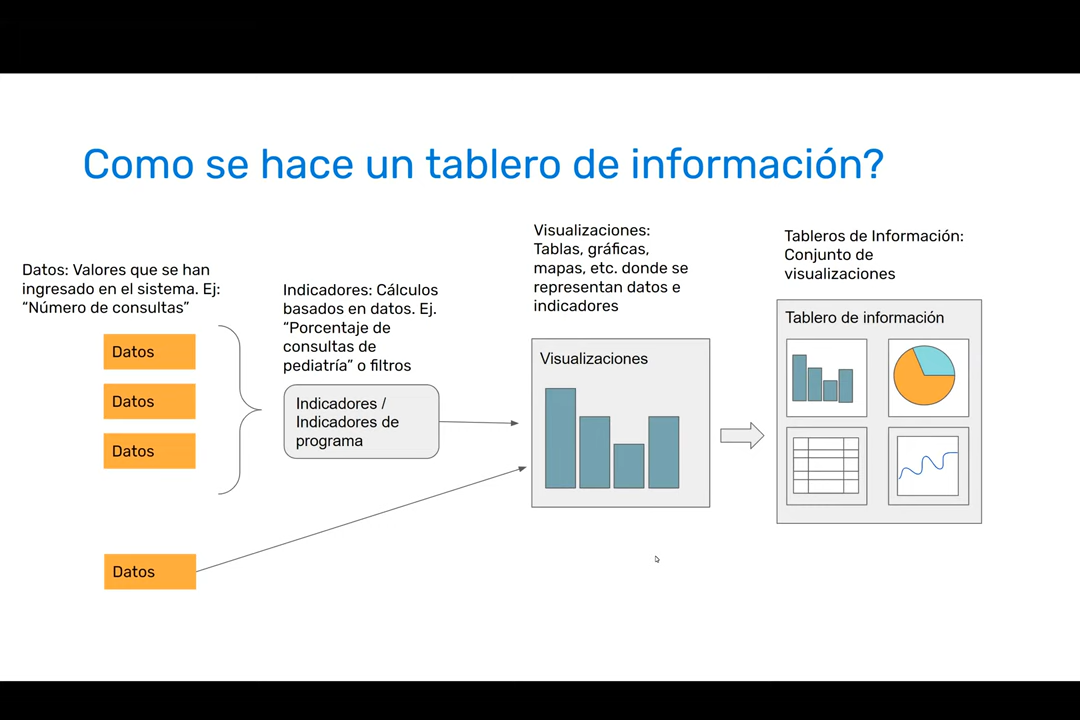 Como se hace un tablero de información?
Datos: Valores que se han
ingresado en el sistema. Ej:
“Número de consultas”
Datos
Datos
Datos
Datos
Indicadores: Cálculos
basados en datos. Ej.
“Porcentaje de
consultas de
pediatría” o filtros
Indicadores /
Indicadores de
programa
Visualizaciones:
Tablas, gráficas,
mapas, etc. donde se
representan datos e
indicadores
Visualizaciones
Tableros de Información:
Conjunto de
visualizaciones
Tablero de información